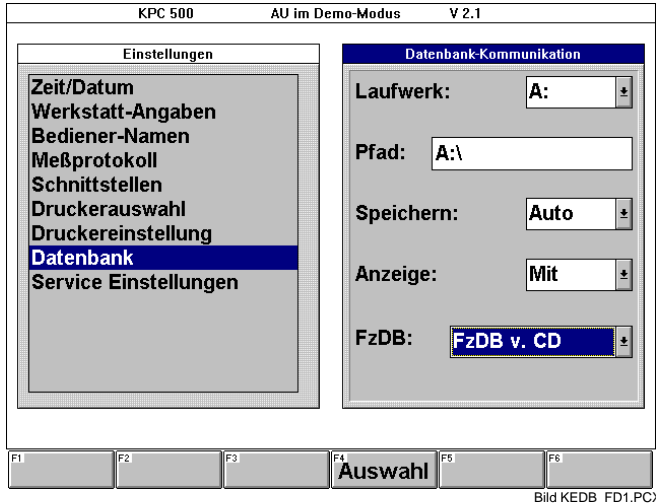 KPC 500 AU im Demo-Modus V 2.1
Einstellungen
Zeit/Datum
Werkstatt-Angaben
Bediener-Namen
Meßprotokoll
Schnittstellen
Druckerauswahl
Druckereinstellung
Datenbank
Service Einstellungen
Datenbank-Kommunikation
Laufwerk: A:
Pfad: A:\
Speichern: Auto
Anzeige: Mit
FzDB: FzDB v. CD
F1 F2 F3 F4 Auswahl F5 F6
Bild KEDB_FD1.PCX